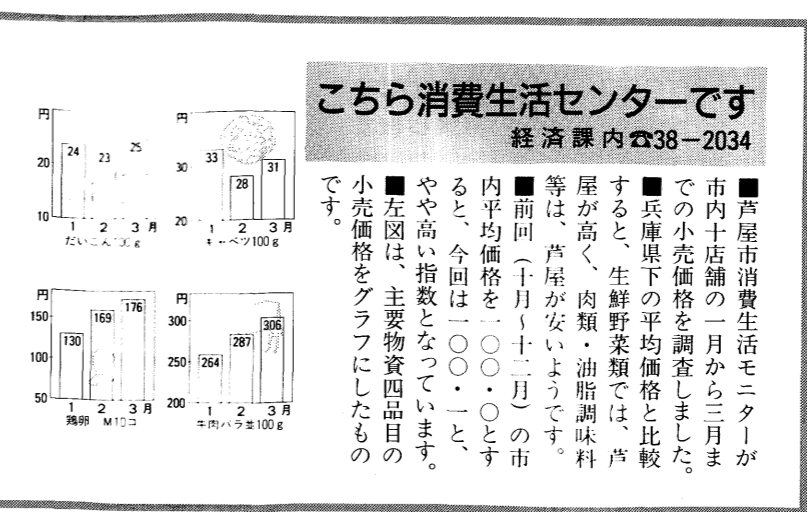 こちら消費生活センターです
経済課内☎38－2034
■芦屋市消費生活モニターが
市内十店舗の一月から三月ま
での小売価格を調査しました。
■兵庫県下の平均価格と比較
すると、生鮮野菜類では、芦
屋が高く、肉類・油脂調味料
等は、芦屋が安いようです。
■前回（十月～十二月）の市
内平均価格を一〇〇・〇とす
ると、今回は一〇〇・一と、
やや高い指数となっています。
■左図は、主要物資四品目の
小売価格をグラフにしたもの
です。
円
20
10
24
23
25
1 2 3月
だいこん100g
円
30
20
33
28
31
1 2 3月
キャベツ100g
円
150
100
50
130
169
176
1 2 3月
鶏卵 M10コ
円
300
250
200
264
287
306
1 2 3月
牛肉バラ並100g